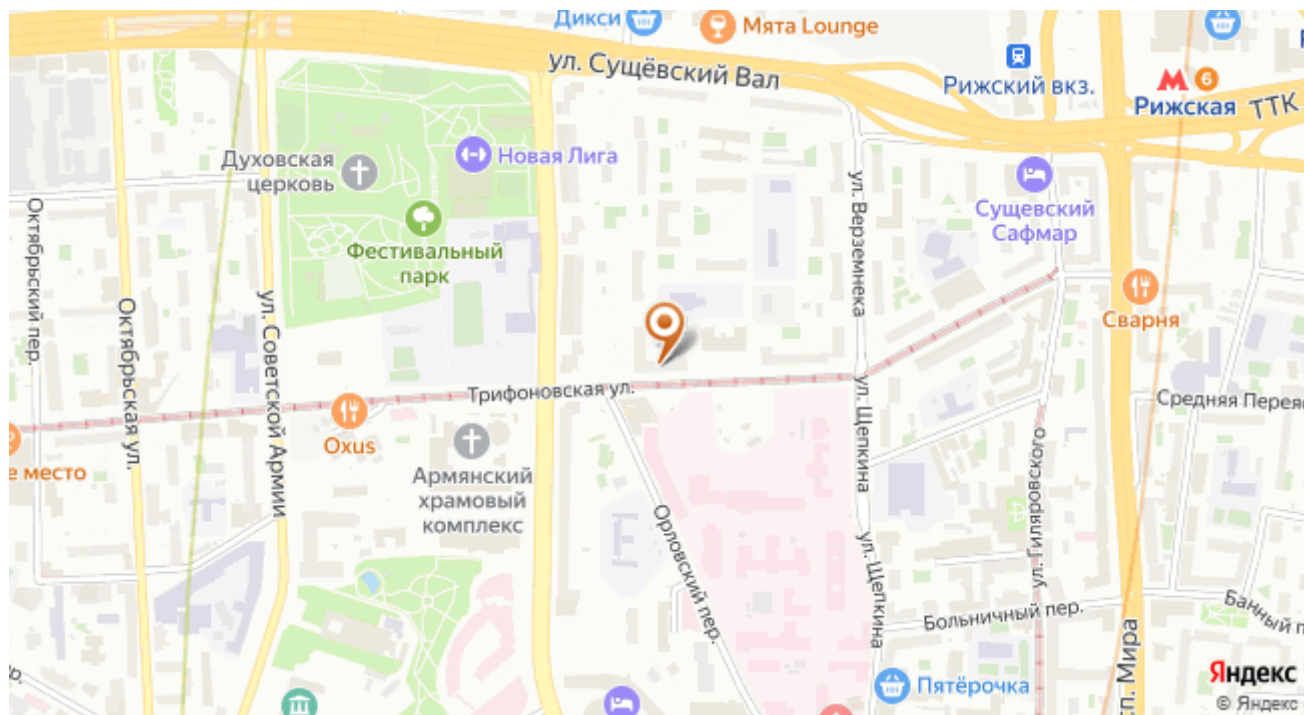 Дикси
Мята Lounge
ул. Сущёвский Вал
Рижский вкз.
6
Рижская
ТТК
Духовская
церковь
Новая Лига
Фестивальный
парк
Сущевский
Сафмар
ул. Верземнека
Октябрьский пер.
Октябрьская ул.
ул. Советской Армии
Сварня
Трифоновская ул.
Oxus
е место
Армянский
храмовый
комплекс
ул. Щепкина
Средняя Переяс
ул. Гиляровского
Орловский пер.
ул. Щепкина
Больничный пер.
Банный п
Пятёрочка
сп. Мира
р.
Яндекс
© Яндекс